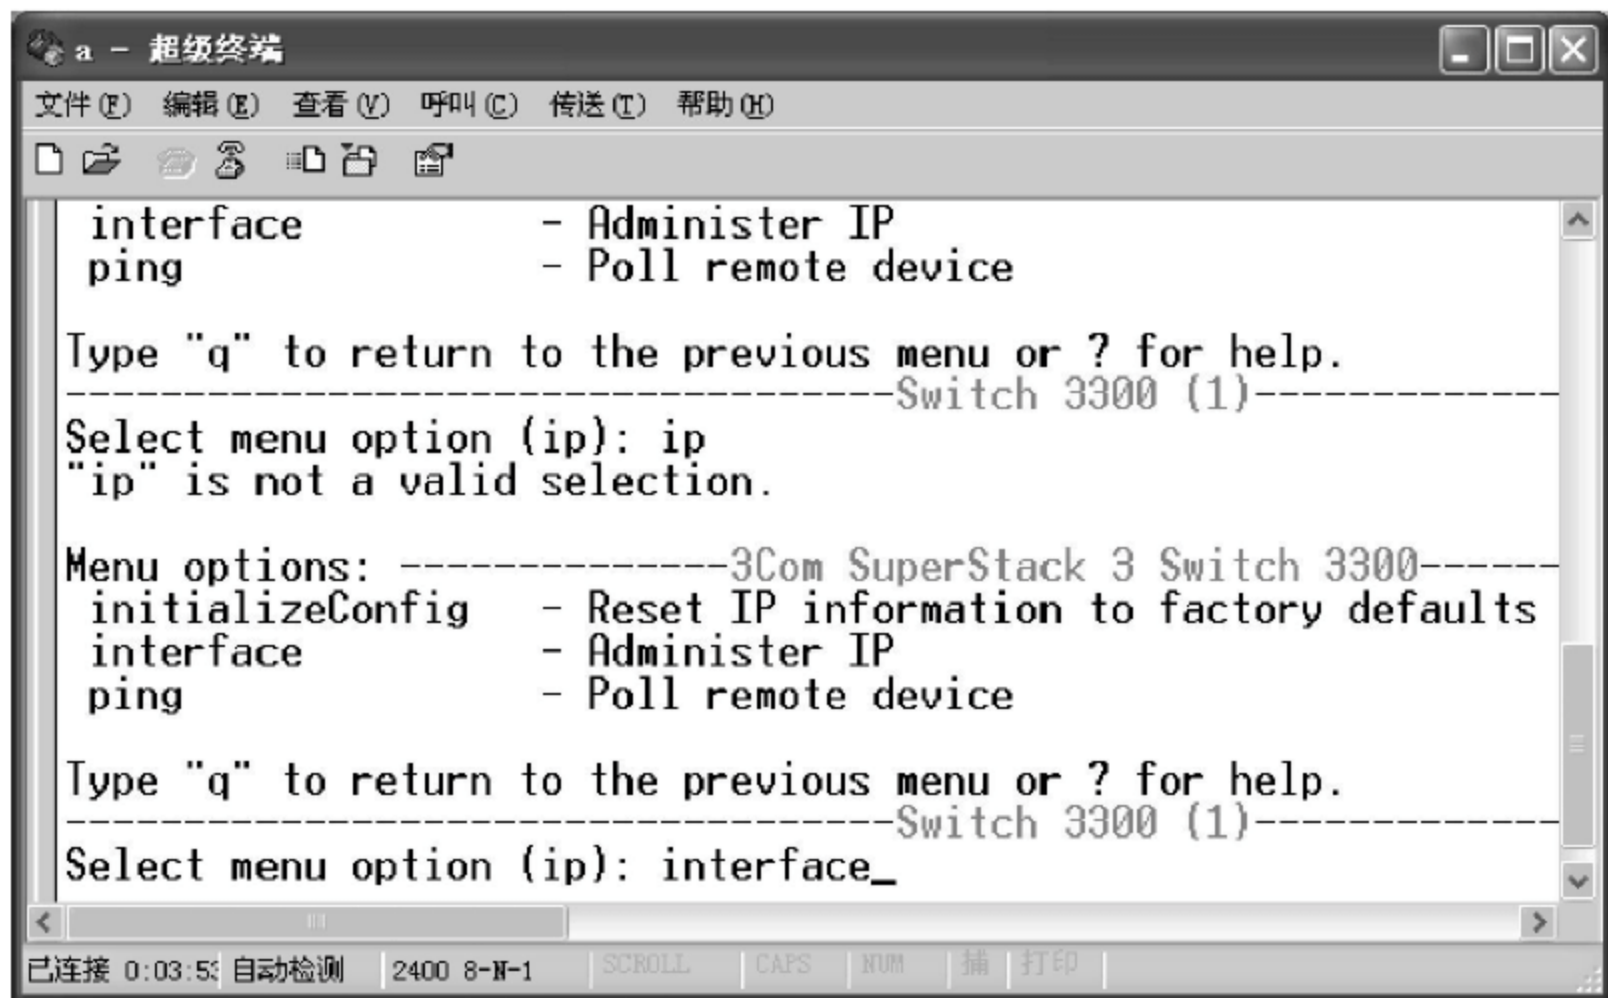 a - 超级终端
文件(F) 编辑(E) 查看(V) 呼叫(C) 传送(T) 帮助(H)
interface - Administer IP
ping - Poll remote device
Type "q" to return to the previous menu or ? for help.
-----------------------------------Switch 3300 (1)-------------
Select menu option (ip): ip
"ip" is not a valid selection.
Menu options: --------------3Com SuperStack 3 Switch 3300------
initializeConfig - Reset IP information to factory defaults
interface - Administer IP
ping - Poll remote device
Type "q" to return to the previous menu or ? for help.
-----------------------------------Switch 3300 (1)-------------
Select menu option (ip): interface_
已连接 0:03:53 自动检测 2400 8-N-1 SCROLL CAPS NUM 捕 打印